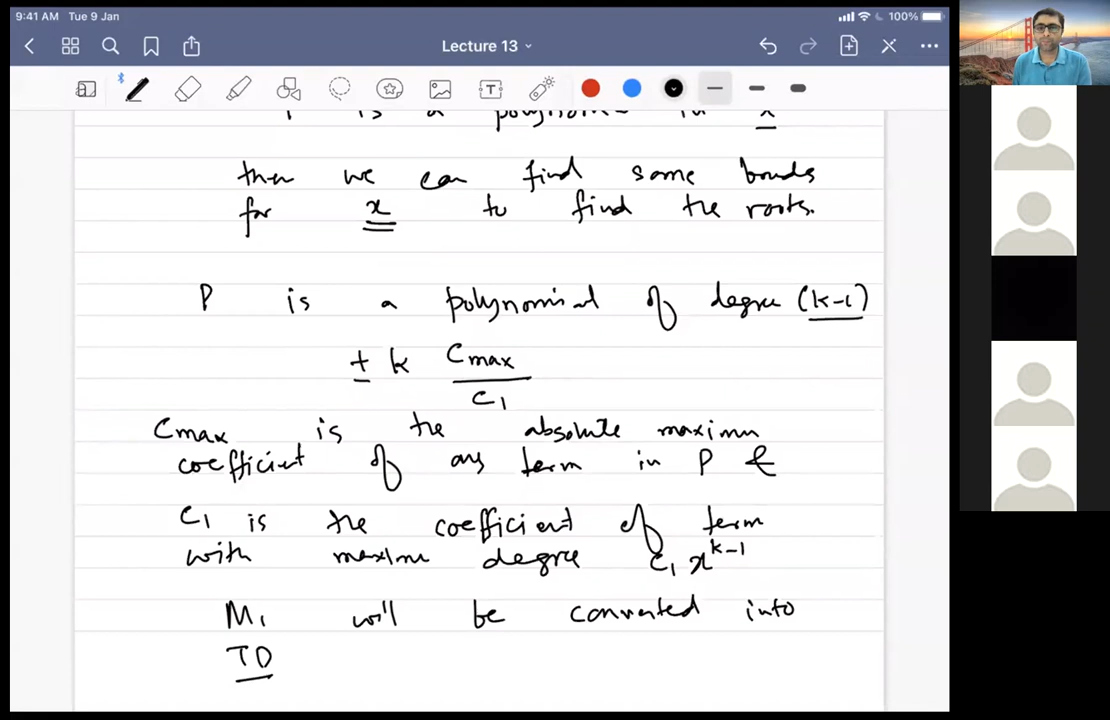 9:41 AM Tue 9 Jan
100%
Lecture 13
is a in x
then we can find some bounds
for x to find the roots.
P is a polynomial of degree (k-1)
± k Cmax
C1
Cmax is the absolute maximum
coefficient of any term in P &
C1 is the coefficient of term
with maximum degree C1 x^{k-1}
M1 will be converted into
TD